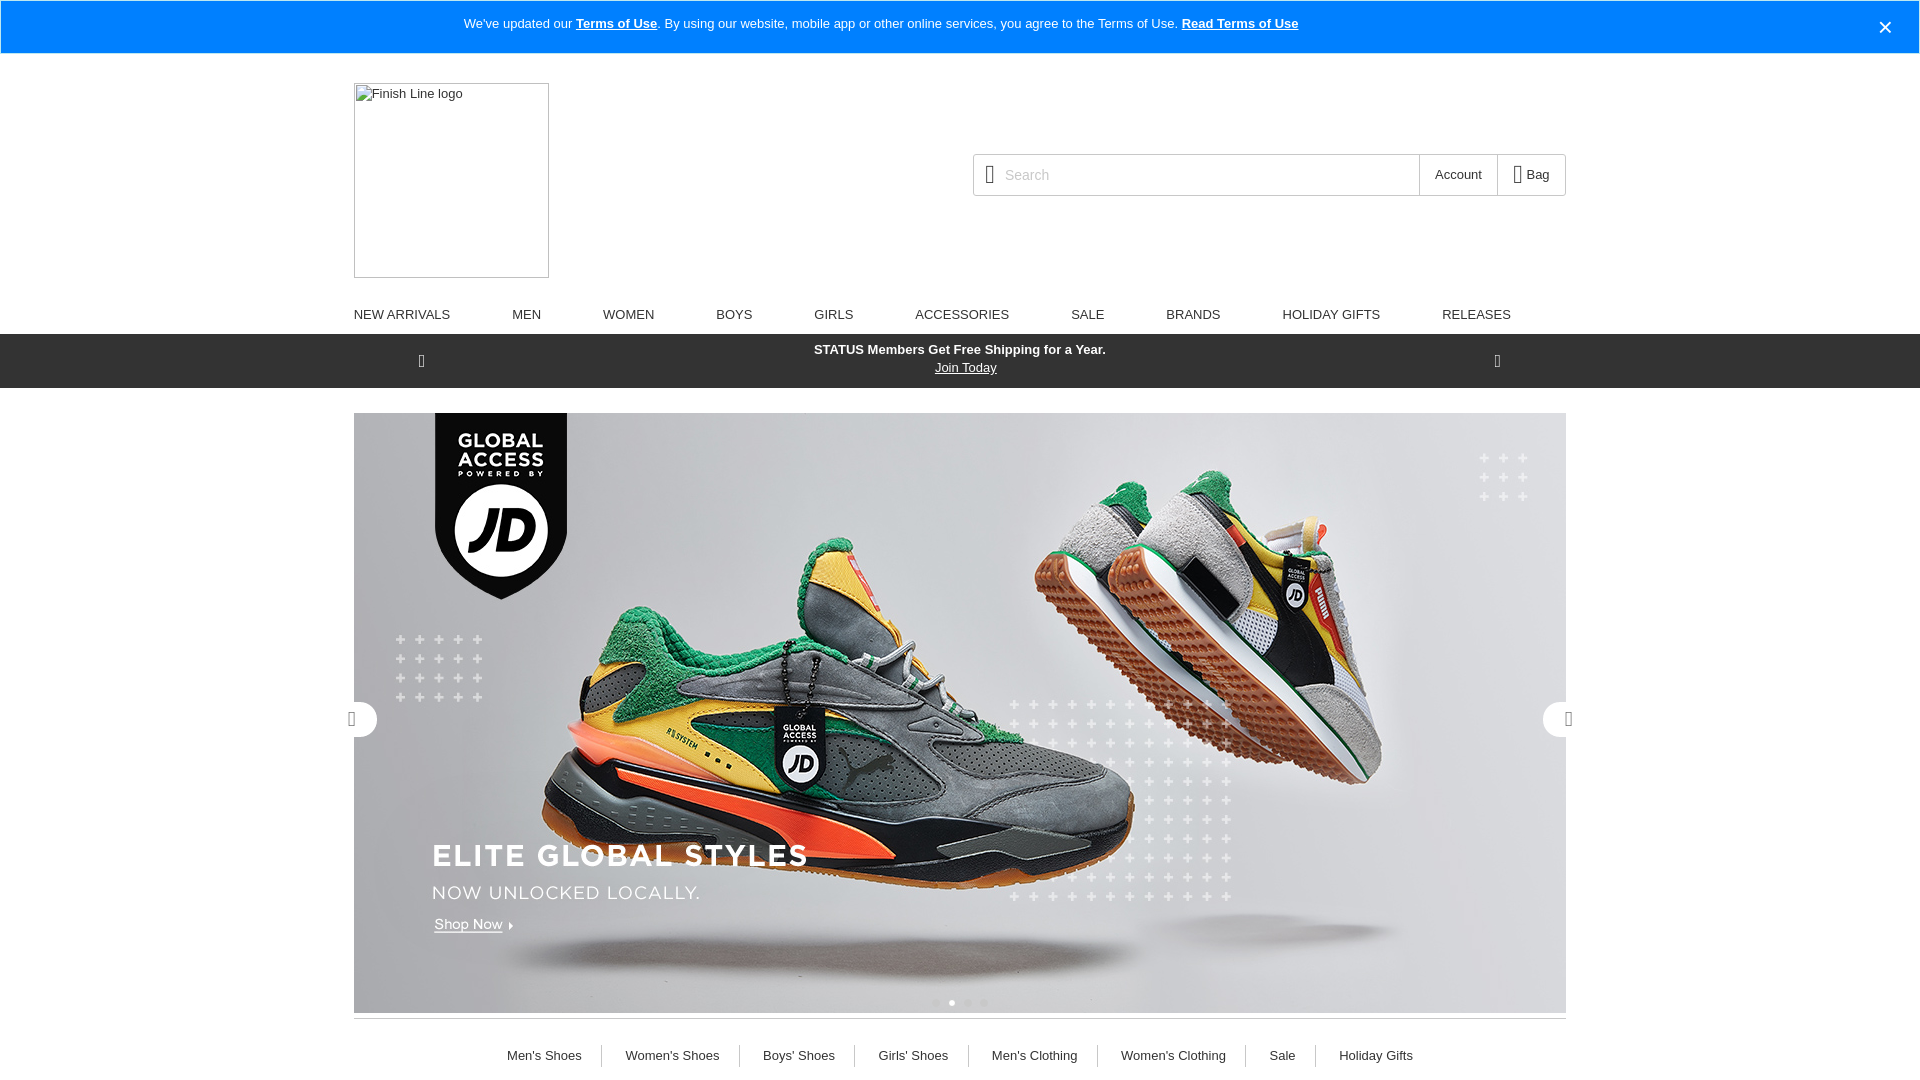 We've updated our Terms of Use. By using our website, mobile app or other online services, you agree to the Terms of Use. Read Terms of Use
×
Finish Line logo
Search
Account
Bag
NEW ARRIVALS
MEN
WOMEN
BOYS
GIRLS
ACCESSORIES
SALE
BRANDS
HOLIDAY GIFTS
RELEASES
STATUS Members Get Free Shipping for a Year.
Join Today
GLOBAL
ACCESS
POWERED BY
JD
GLOBAL
ACCESS
JD
PUMA
R SYSTEM
GLOBAL
ACCESS
POWERED BY
JD
ELITE GLOBAL STYLES
NOW UNLOCKED LOCALLY.
Shop Now
Men's Shoes
Women's Shoes
Boys' Shoes
Girls' Shoes
Men's Clothing
Women's Clothing
Sale
Holiday Gifts